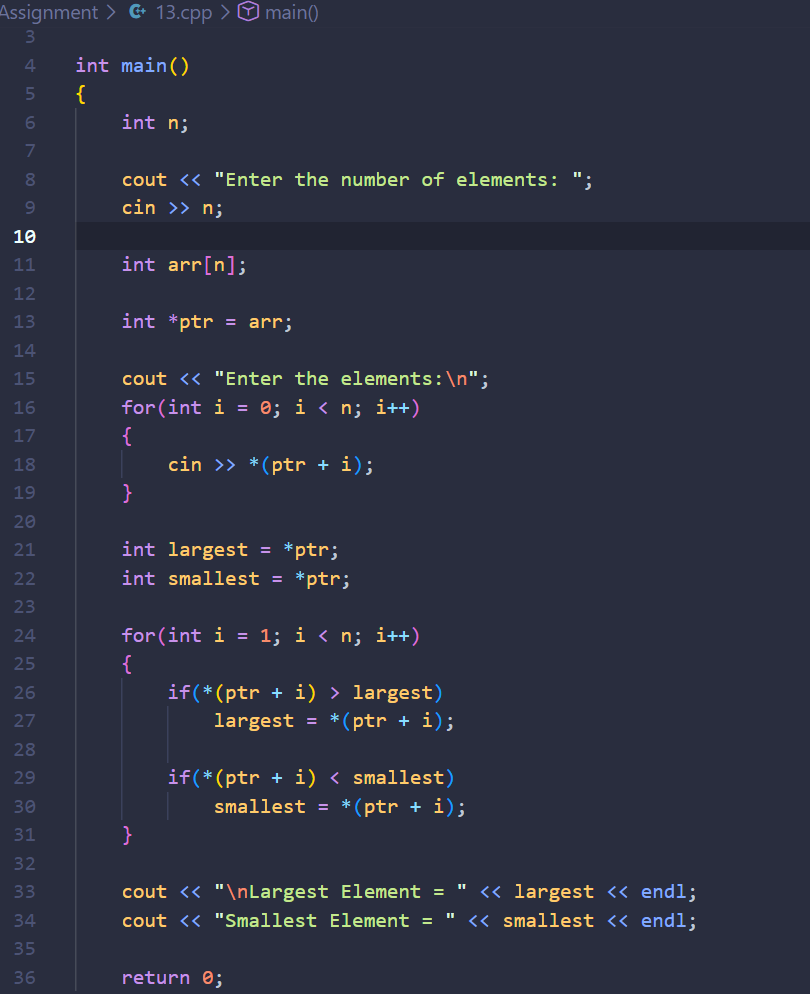 Assignment > 13.cpp > main()
3
4 int main()
5 {
6     int n;
7
8     cout << "Enter the number of elements: ";
9     cin >> n;
10
11     int arr[n];
12
13     int *ptr = arr;
14
15     cout << "Enter the elements:\n";
16     for(int i = 0; i < n; i++)
17     {
18         cin >> *(ptr + i);
19     }
20
21     int largest = *ptr;
22     int smallest = *ptr;
23
24     for(int i = 1; i < n; i++)
25     {
26         if(*(ptr + i) > largest)
27             largest = *(ptr + i);
28
29         if(*(ptr + i) < smallest)
30             smallest = *(ptr + i);
31     }
32
33     cout << "\nLargest Element = " << largest << endl;
34     cout << "Smallest Element = " << smallest << endl;
35
36     return 0;